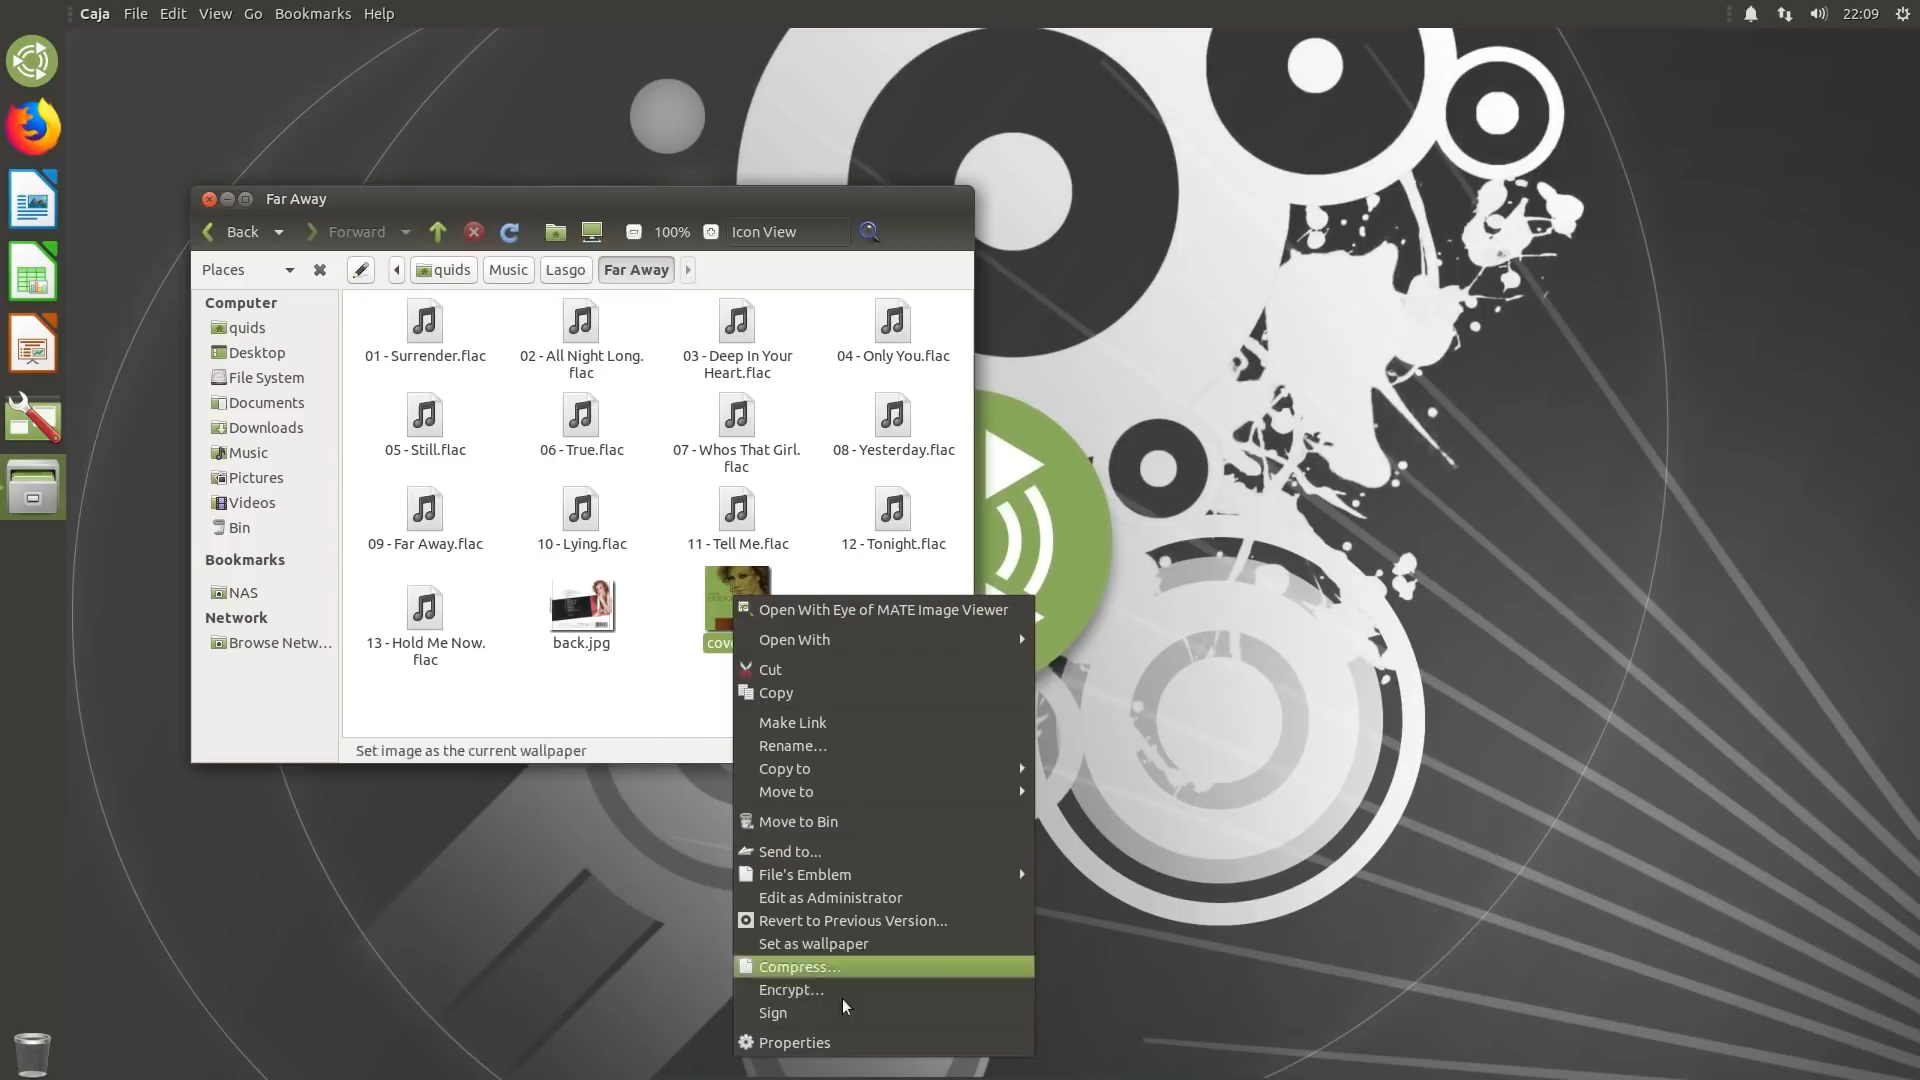 Caja File Edit View Go Bookmarks Help
22:09
Far Away
Back Forward 100% Icon View
Places quids Music Lasgo Far Away
Computer
quids
Desktop
File System
Documents
Downloads
Music
Pictures
Videos
Bin
Bookmarks
NAS
Network
Browse Netw…
01 - Surrender.flac
02 - All Night Long.
flac
03 - Deep In Your
Heart.flac
04 - Only You.flac
05 - Still.flac
06 - True.flac
07 - Whos That Girl.
flac
08 - Yesterday.flac
09 - Far Away.flac
10 - Lying.flac
11 - Tell Me.flac
12 - Tonight.flac
13 - Hold Me Now.
flac
back.jpg
Set image as the current wallpaper
Open With Eye of MATE Image Viewer
Open With
Cut
Copy
Make Link
Rename…
Copy to
Move to
Move to Bin
Send to...
File's Emblem
Edit as Administrator
Revert to Previous Version...
Set as wallpaper
Compress…
Encrypt…
Sign
Properties